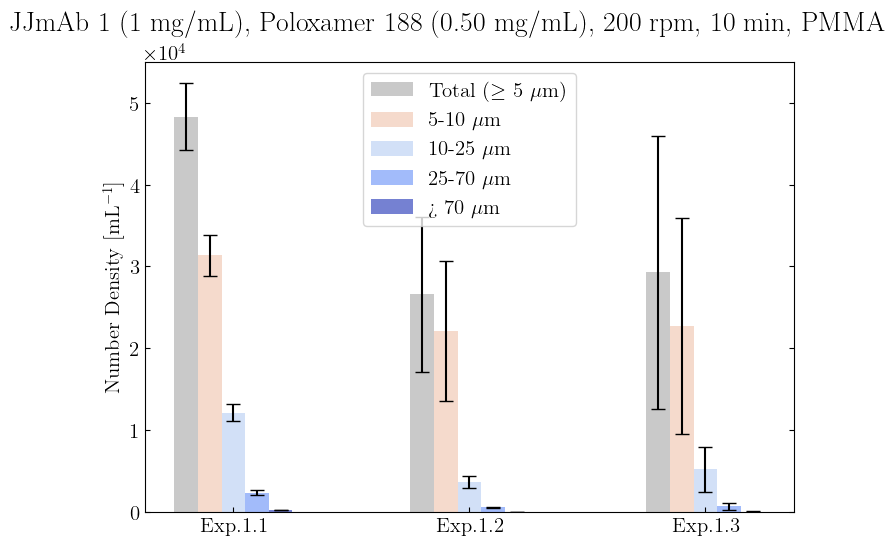 JJmAb 1 (1 mg/mL), Poloxamer 188 (0.50 mg/mL), 200 rpm, 10 min, PMMA
×10⁴
Total (≥ 5 μm)
5-10 μm
10-25 μm
25-70 μm
¿ 70 μm
Number Density [mL⁻¹]
5
4
3
2
1
0
Exp.1.1 Exp.1.2 Exp.1.3